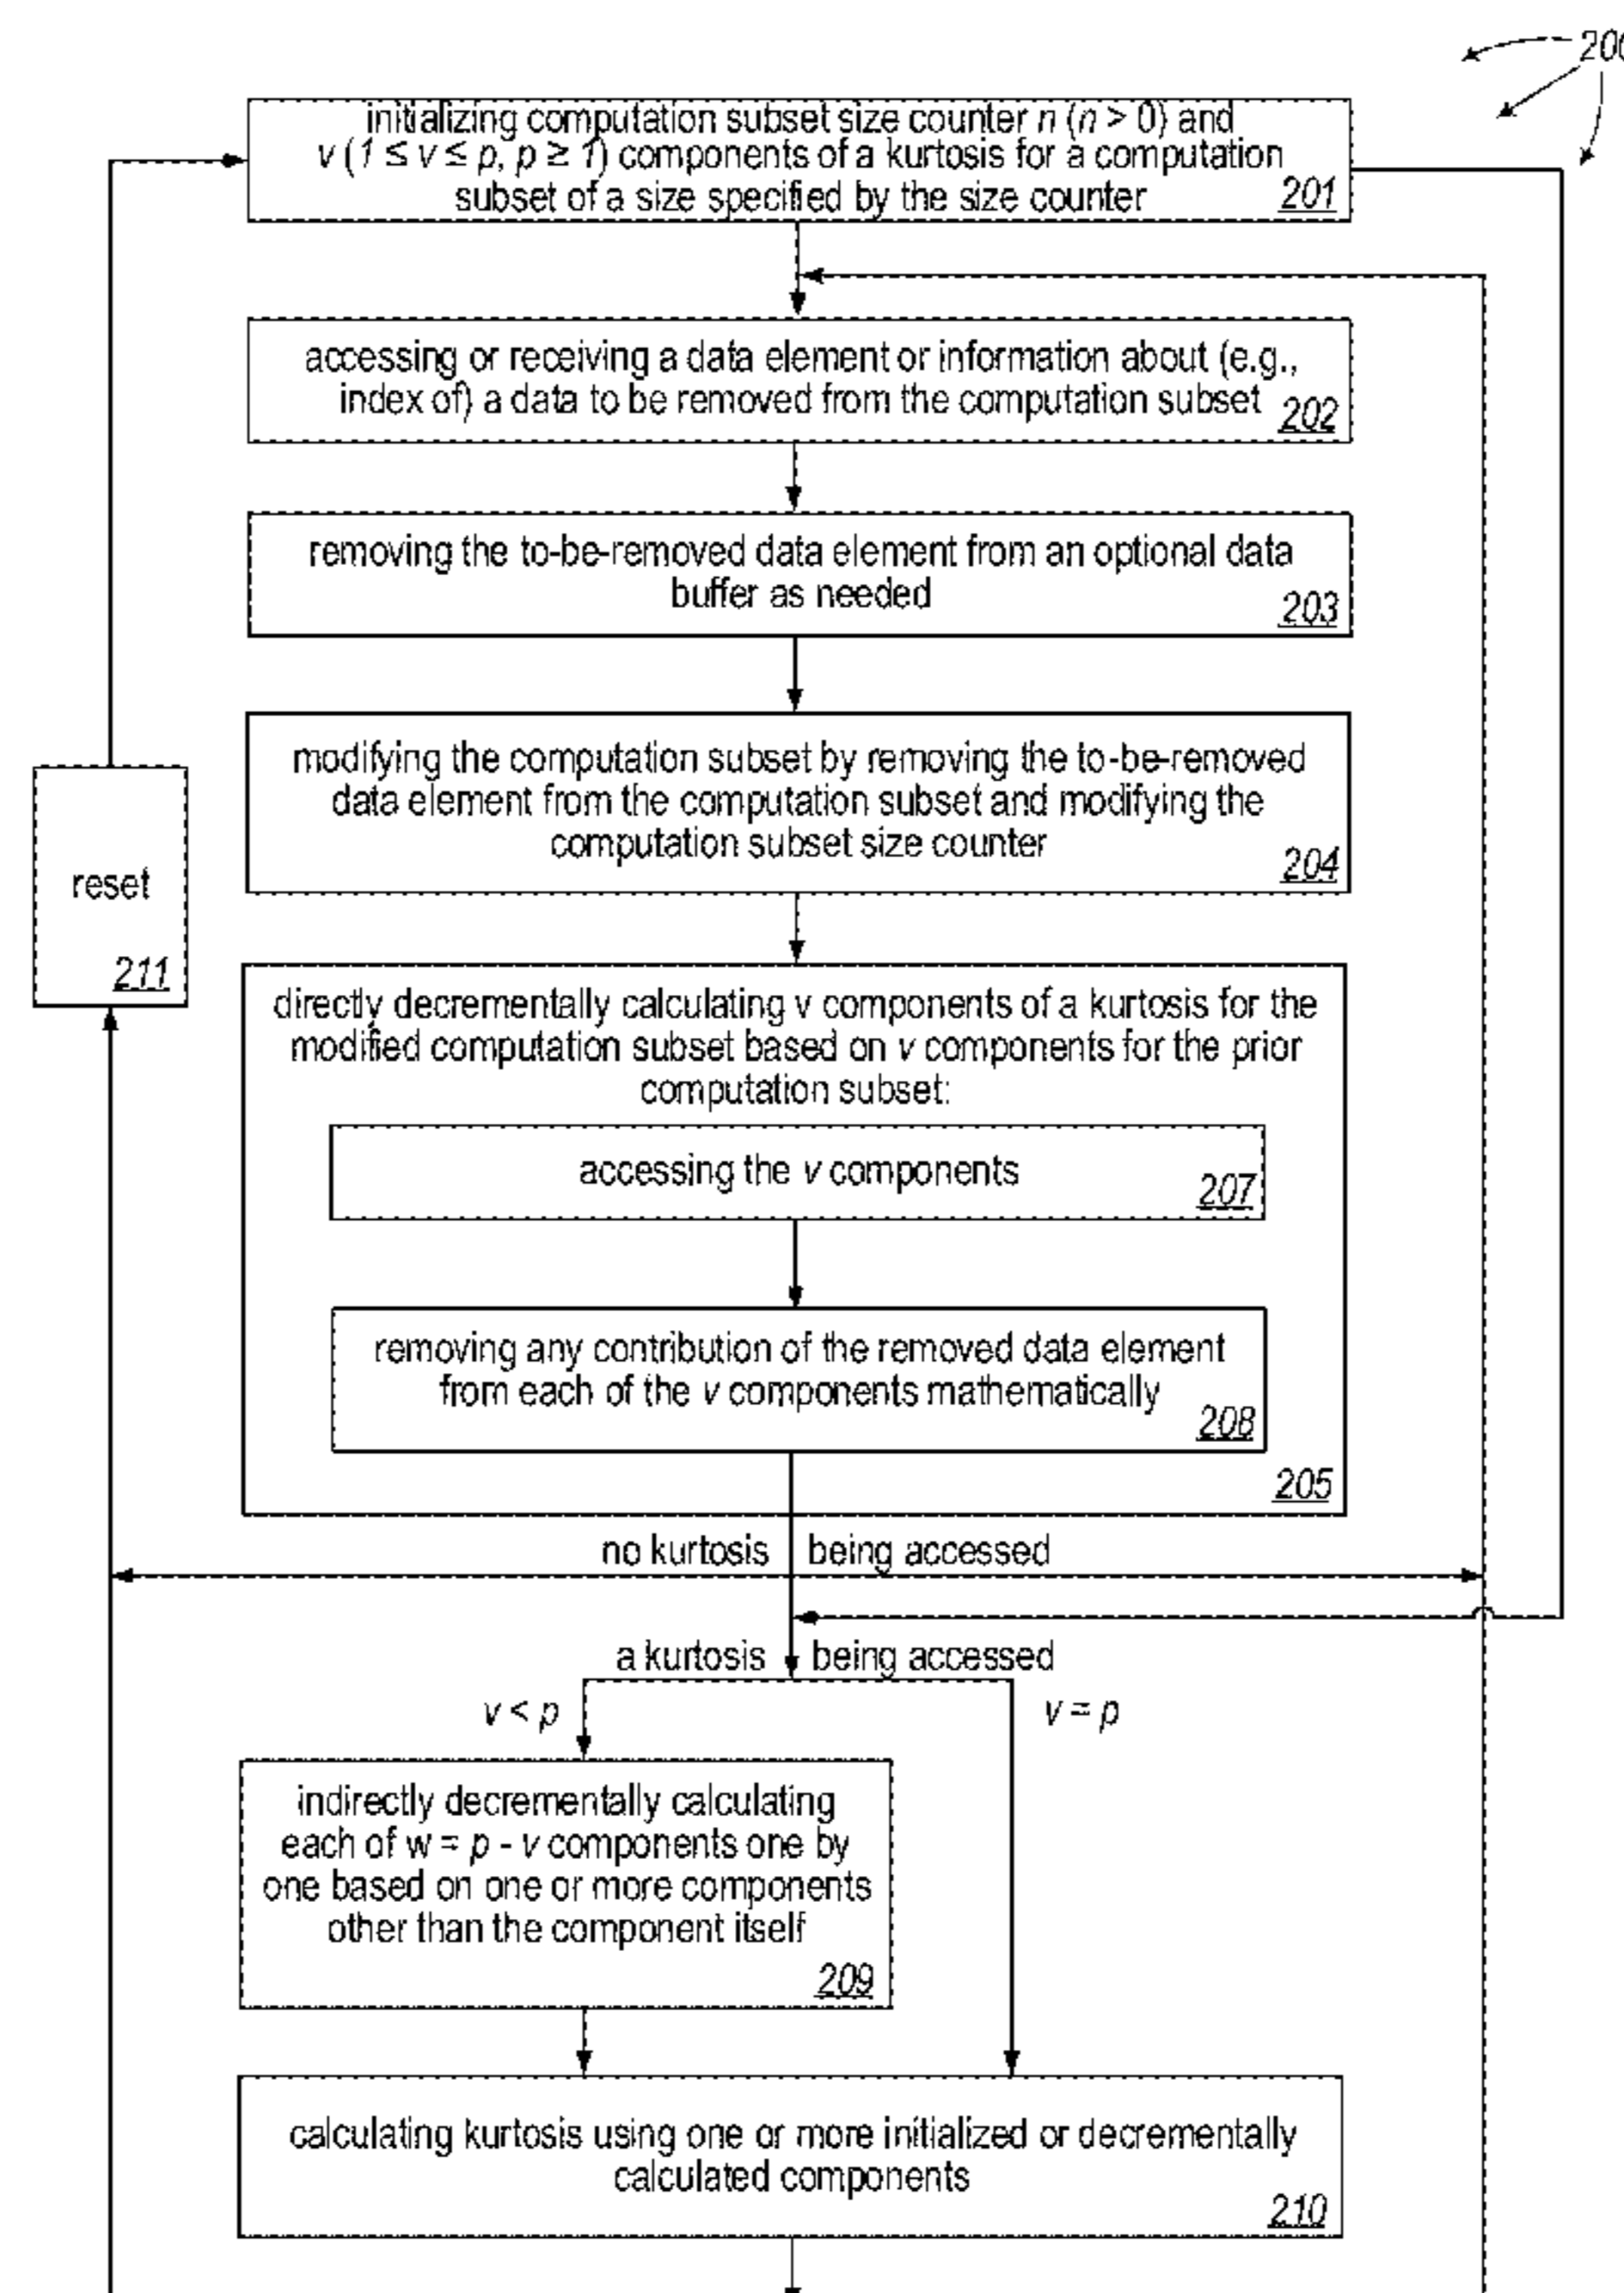 200
initializing computation subset size counter n (n > 0) and
v (1 ≤ v ≤ p, p ≥ 1) components of a kurtosis for a computation
subset of a size specified by the size counter
201
accessing or receiving a data element or information about (e.g.,
index of) a data to be removed from the computation subset
202
removing the to-be-removed data element from an optional data
buffer as needed
203
modifying the computation subset by removing the to-be-removed
data element from the computation subset and modifying the
computation subset size counter
204
reset
211
directly decrementally calculating v components of a kurtosis for the
modified computation subset based on v components for the prior
computation subset:
accessing the v components
207
removing any contribution of the removed data element
from each of the v components mathematically
208
205
no kurtosis being accessed
a kurtosis being accessed
v < p
v = p
indirectly decrementally calculating
each of w = p - v components one by
one based on one or more components
other than the component itself
209
calculating kurtosis using one or more initialized or decrementally
calculated components
210